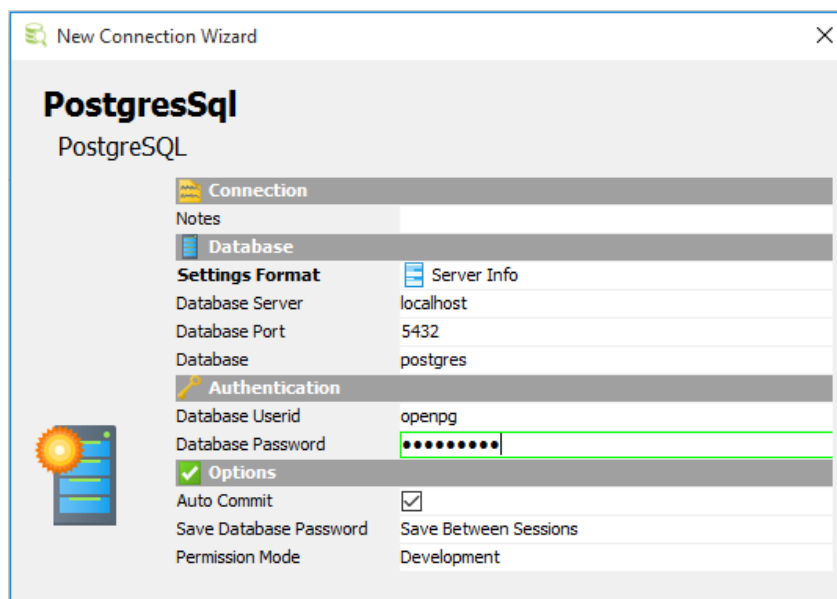 New Connection Wizard
PostgresSql
PostgreSQL
Connection
Notes
Database
Settings Format Server Info
Database Server localhost
Database Port 5432
Database postgres
Authentication
Database Userid openpg
Database Password ●●●●●●●●●
Options
Auto Commit
Save Database Password Save Between Sessions
Permission Mode Development